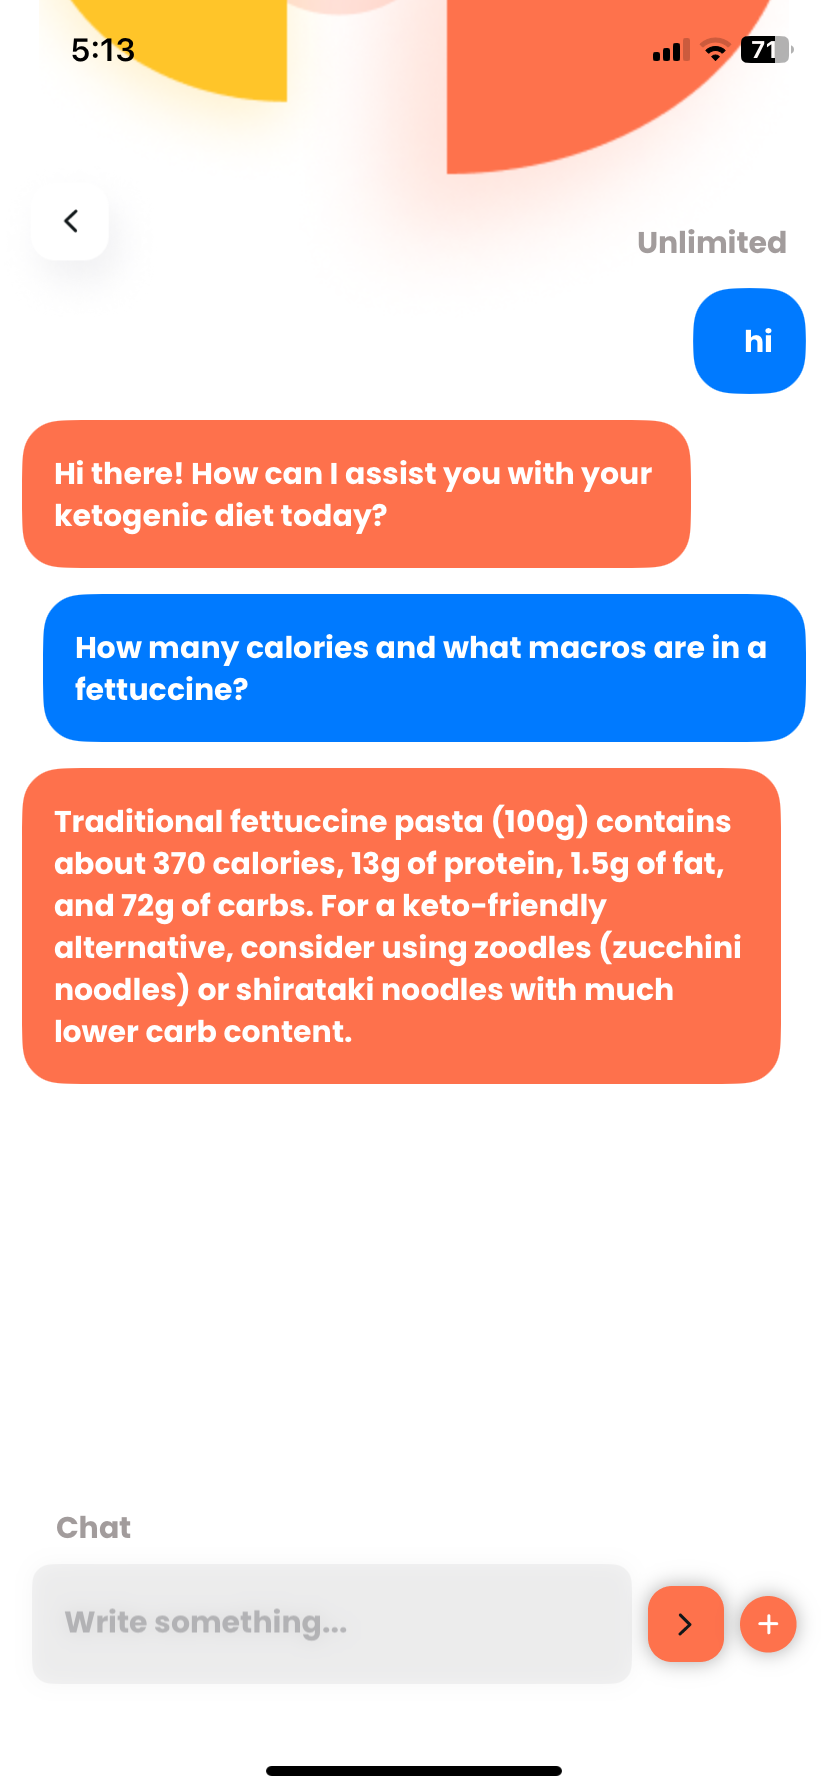 5:13
71
Unlimited
hi
Hi there! How can I assist you with your
ketogenic diet today?
How many calories and what macros are in a
fettuccine?
Traditional fettuccine pasta (100g) contains
about 370 calories, 13g of protein, 1.5g of fat,
and 72g of carbs. For a keto-friendly
alternative, consider using zoodles (zucchini
noodles) or shirataki noodles with much
lower carb content.
Chat
Write something...